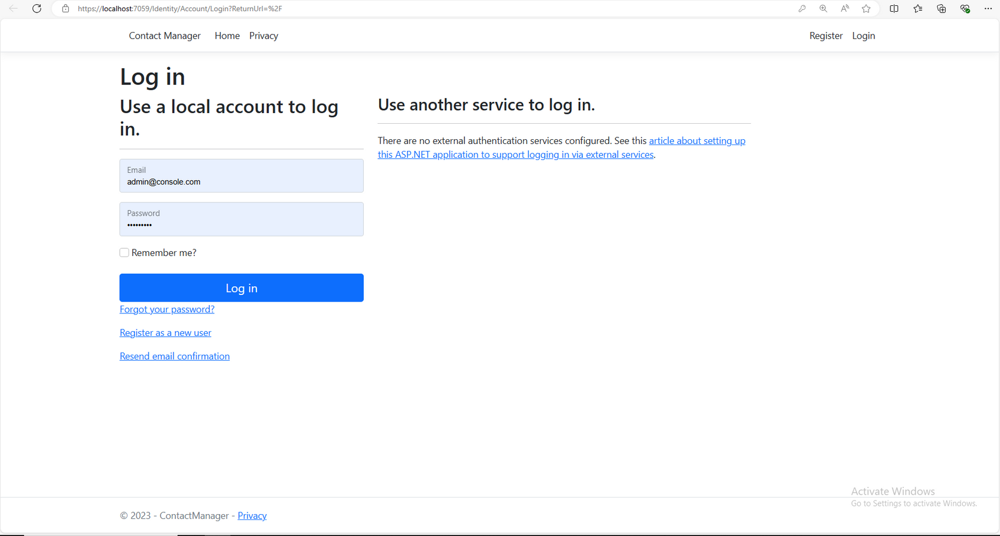 https://localhost:7059/Identity/Account/Login?ReturnUrl=%2F
Contact Manager Home Privacy Register Login
Log in
Use a local account to log
in.
Email
admin@console.com
Password
•••••••••
Remember me?
Log in
Forgot your password?
Register as a new user
Resend email confirmation
Use another service to log in.
There are no external authentication services configured. See this article about setting up
this ASP.NET application to support logging in via external services.
Activate Windows
Go to Settings to activate Windows.
© 2023 - ContactManager - Privacy